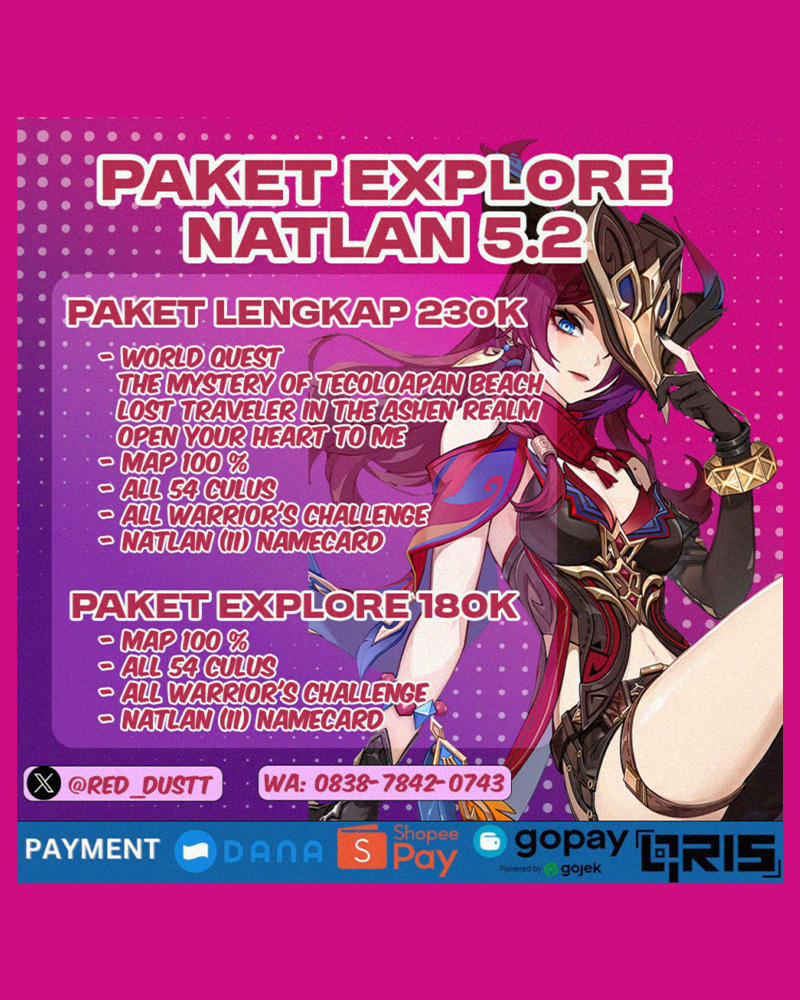 PAKET EXPLORE
NATLAN 5.2
PAKET LENGKAP 230K
- WORLD QUEST
THE MYSTERY OF TECOLOAPAN BEACH
LOST TRAVELER IN THE ASHEN REALM
OPEN YOUR HEART TO ME
- MAP 100 %
- ALL 54 CULUS
- ALL WARRIOR'S CHALLENGE
- NATLAN (II) NAMECARD
PAKET EXPLORE 180K
- MAP 100 %
- ALL 54 CULUS
- ALL WARRIOR'S CHALLENGE
- NATLAN (II) NAMECARD
X @RED_DUSTT
WA: 0838-7842-0743
PAYMENT
DANA
S
Shopee
Pay
gopay
Powered by gojek
QRIS